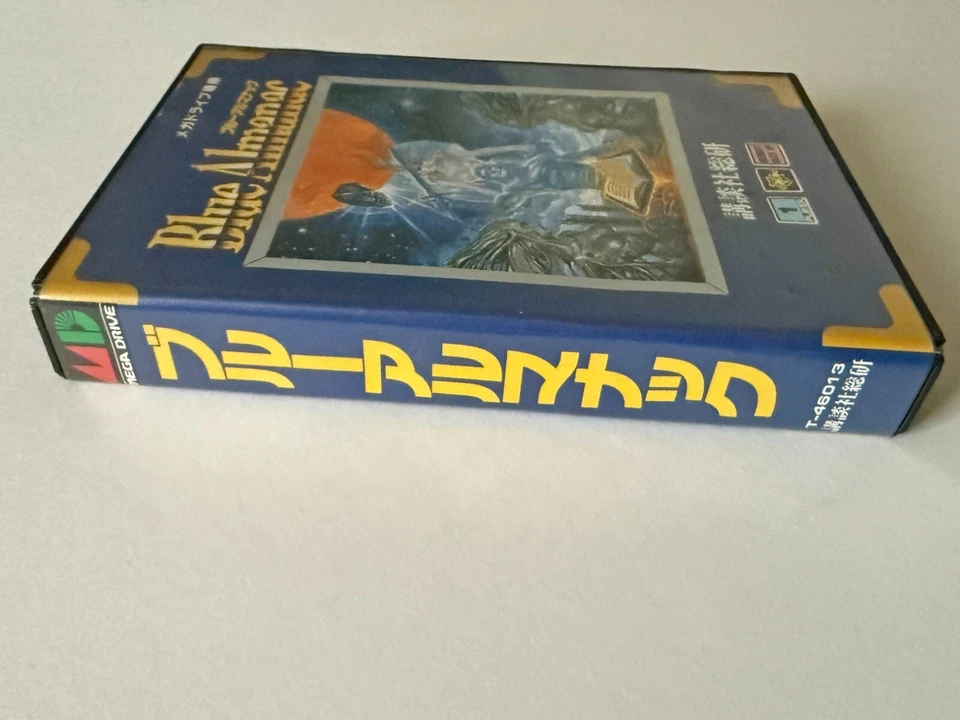 メガドライブ専用
ブルーアルマナック
Blue Almanac
講談社総研
1
MEGA DRIVE
ブルーアルマナック
T-46013
講談社総研